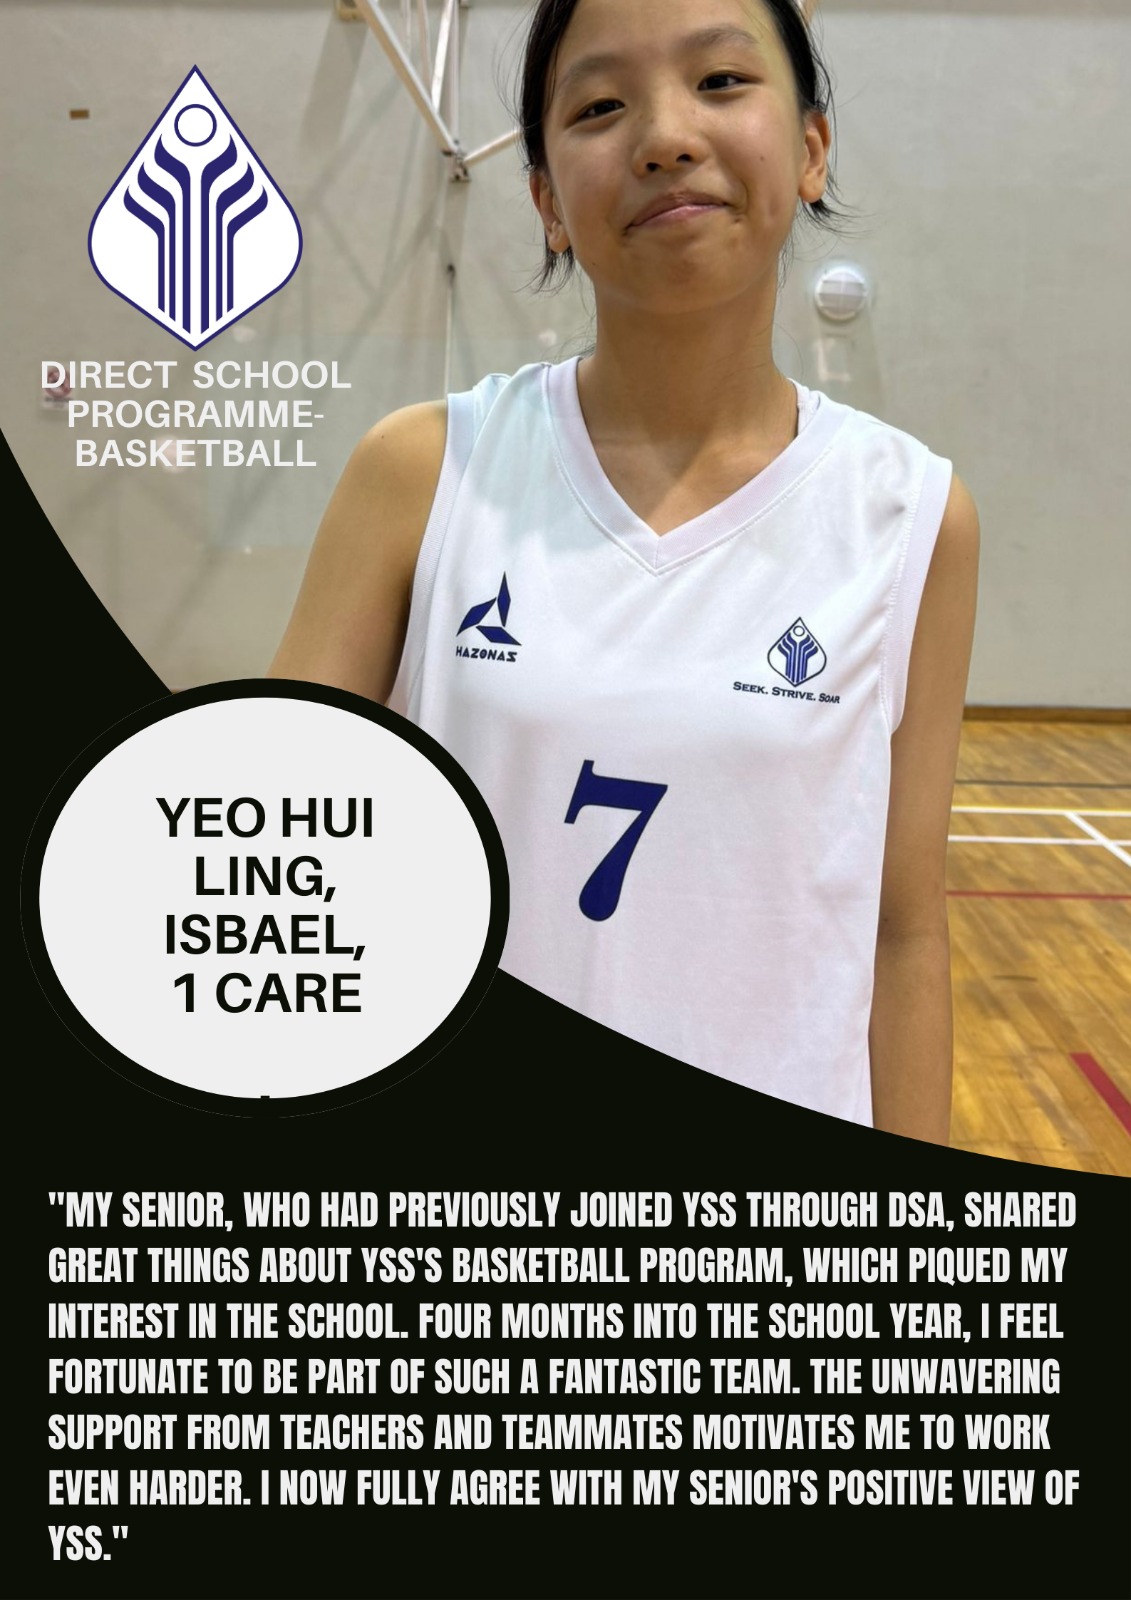 DIRECT SCHOOL
PROGRAMME-
BASKETBALL
HAZONAS
SEEK. STRIVE. SOAR
7
YEO HUI
LING,
ISBAEL,
1 CARE
"MY SENIOR, WHO HAD PREVIOUSLY JOINED YSS THROUGH DSA, SHARED
GREAT THINGS ABOUT YSS'S BASKETBALL PROGRAM, WHICH PIQUED MY
INTEREST IN THE SCHOOL. FOUR MONTHS INTO THE SCHOOL YEAR, I FEEL
FORTUNATE TO BE PART OF SUCH A FANTASTIC TEAM. THE UNWAVERING
SUPPORT FROM TEACHERS AND TEAMMATES MOTIVATES ME TO WORK
EVEN HARDER. I NOW FULLY AGREE WITH MY SENIOR'S POSITIVE VIEW OF
YSS."